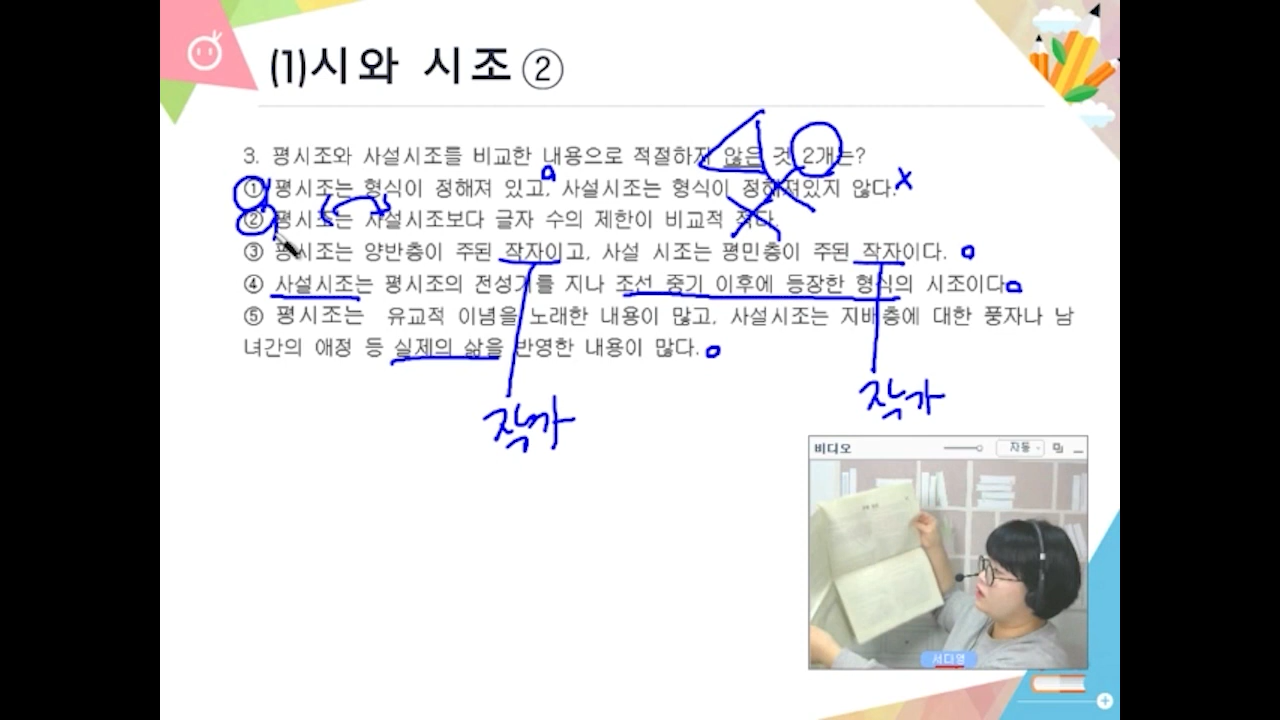 (1)시와 시조②
3. 평시조와 사설시조를 비교한 내용으로 적절하지 않은 것 2개는?
① 평시조는 형식이 정해져 있고, 사설시조는 형식이 정해져있지 않다.
② 평시조는 사설시조보다 글자 수의 제한이 비교적 적다.
③ 평시조는 양반층이 주된 작자이고, 사설 시조는 평민층이 주된 작자이다.
④ 사설시조는 평시조의 전성기를 지나 조선 중기 이후에 등장한 형식의 시조이다.
⑤ 평시조는 유교적 이념을 노래한 내용이 많고, 사설시조는 지배층에 대한 풍자나 남
녀간의 애정 등 실제의 삶을 반영한 내용이 많다.
작가
작가
비디오
자동